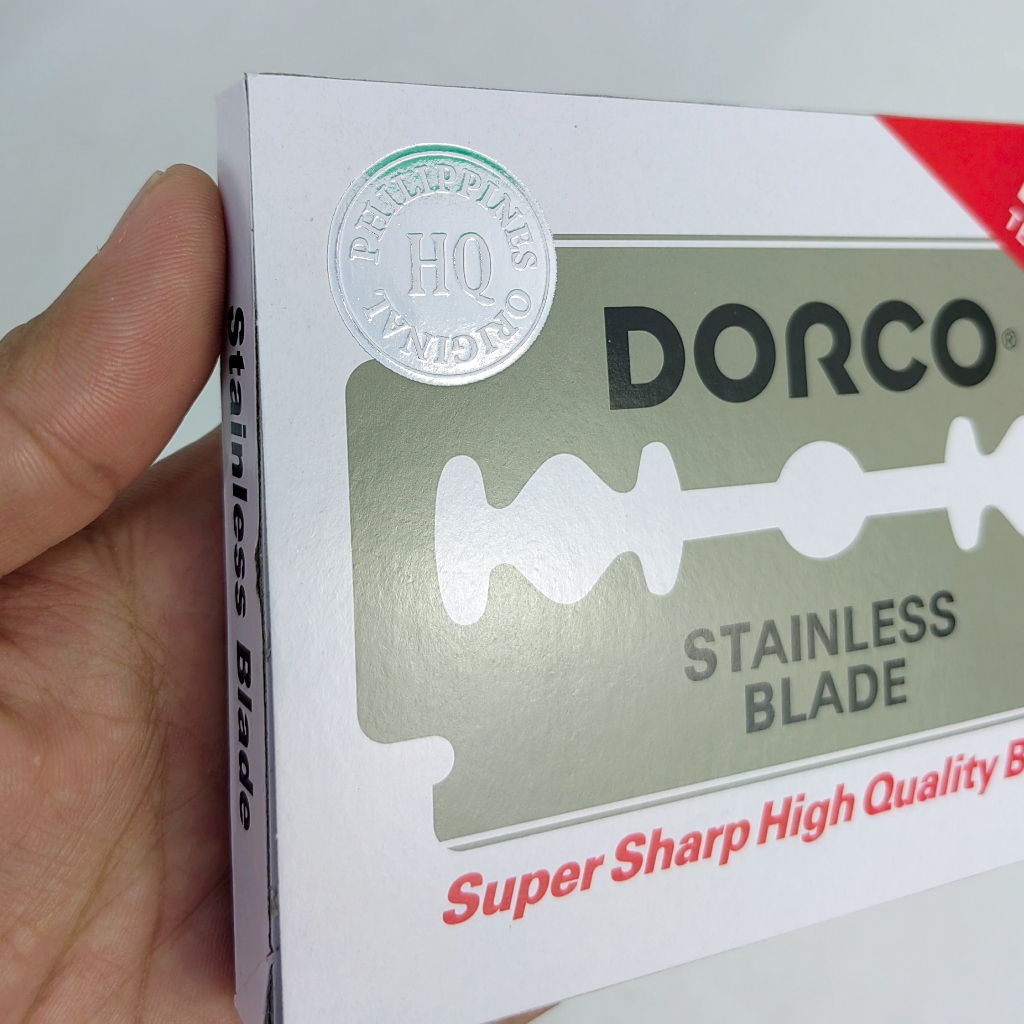 PHILIPPINES
HQ
ORIGINAL
DORCO®
STAINLESS
BLADE
Super Sharp High Quality
Stainless Blade